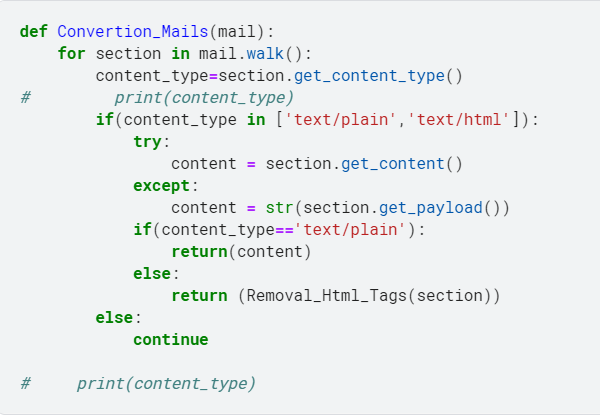 def Convertion_Mails(mail):
    for section in mail.walk():
        content_type=section.get_content_type()
#         print(content_type)
        if(content_type in ['text/plain','text/html']):
            try:
                content = section.get_content()
            except:
                content = str(section.get_payload())
            if(content_type=='text/plain'):
                return(content)
            else:
                return (Removal_Html_Tags(section))
        else:
            continue
#     print(content_type)